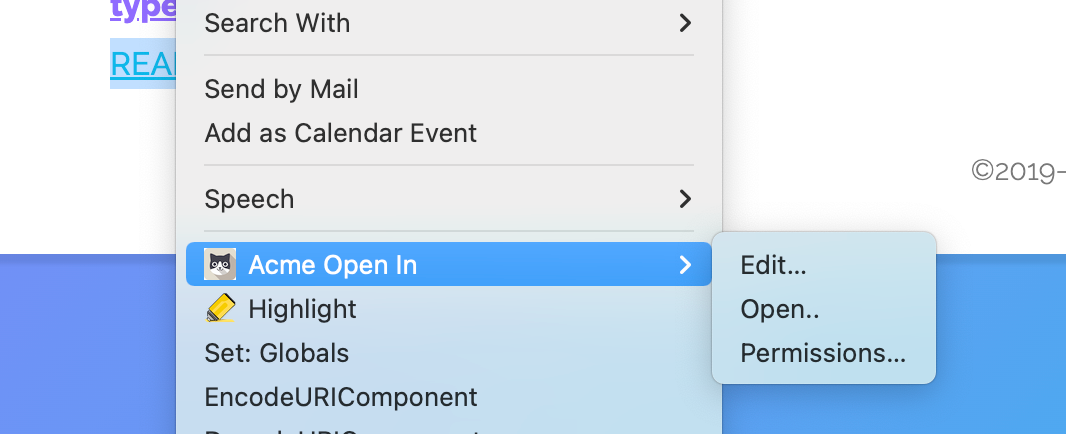 type
REA
Search With
Send by Mail
Add as Calendar Event
©2019-
Speech
Acme Open In
Edit...
Highlight
Open..
Set: Globals
Permissions...
EncodeURIComponent